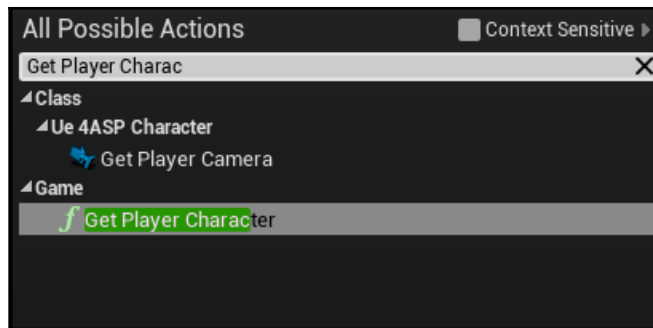 All Possible Actions Context Sensitive
Get Player Charac
Class
Ue 4ASP Character
Get Player Camera
Game
Get Player Character